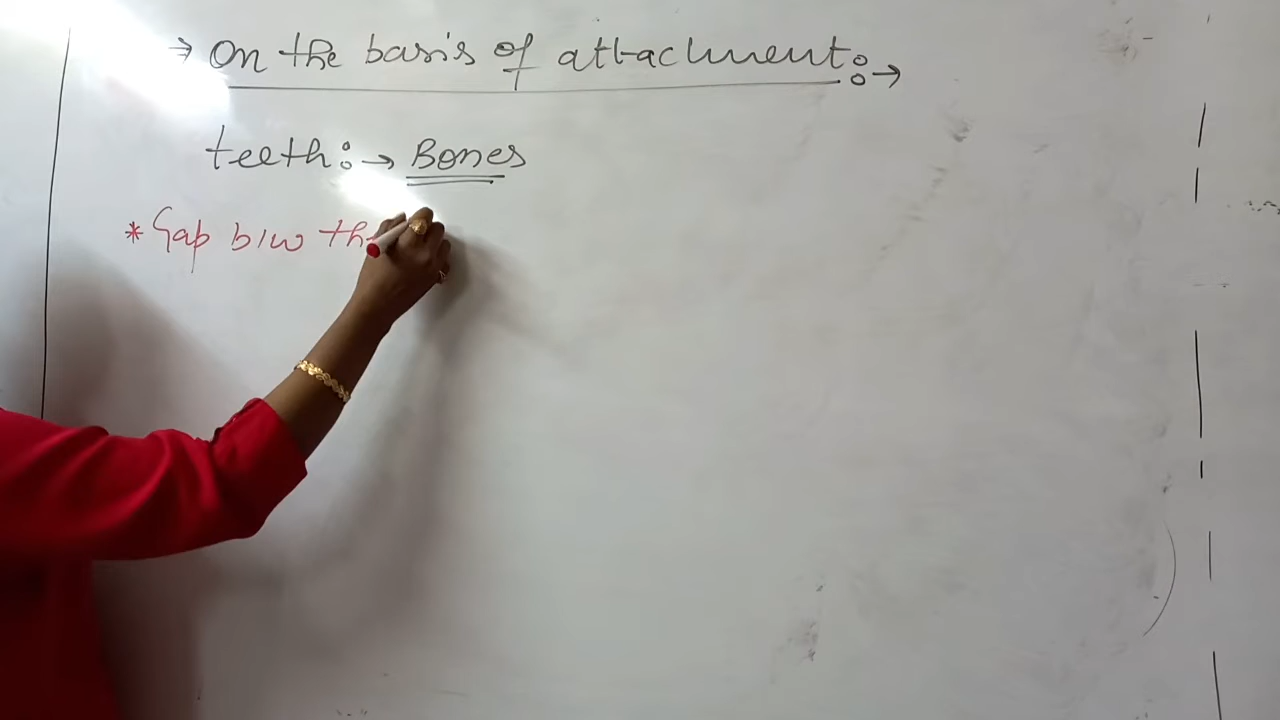 → On the basis of attachment:→
teeth:→ Bones
* Gap b/w th